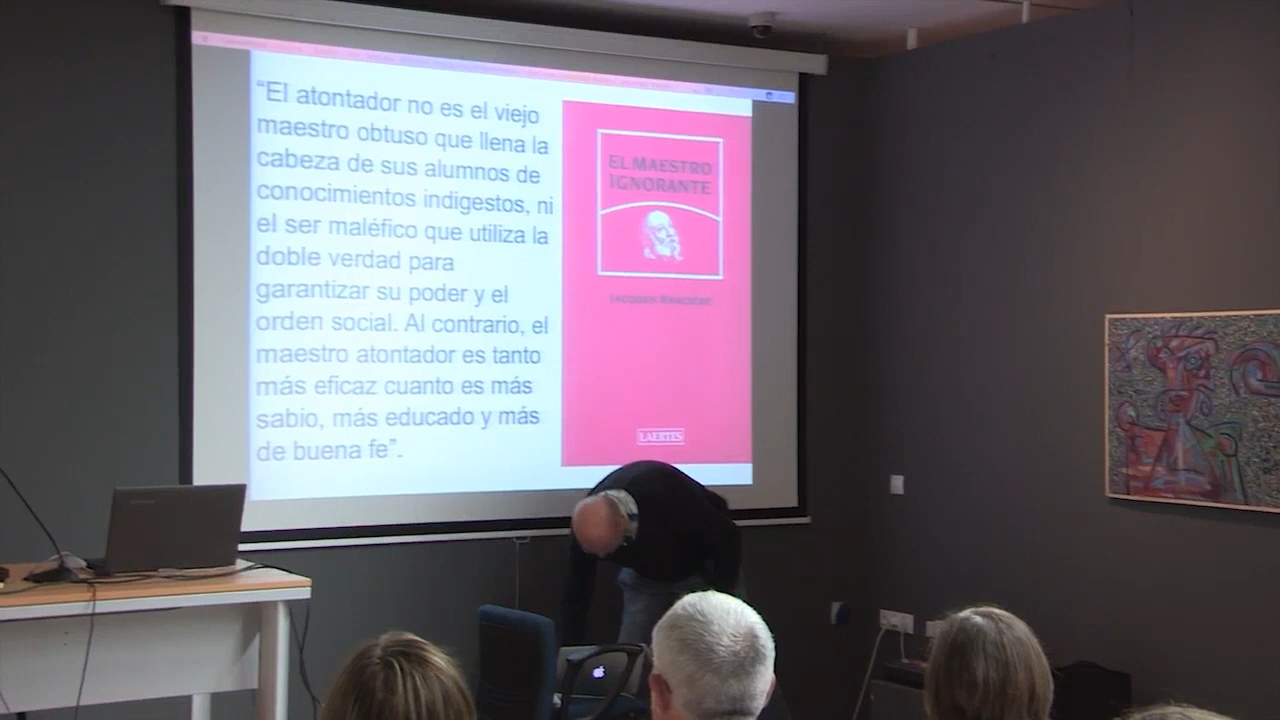 “El atontador no es el viejo
maestro obtuso que llena la
cabeza de sus alumnos de
conocimientos indigestos, ni
el ser maléfico que utiliza la
doble verdad para
garantizar su poder y el
orden social. Al contrario, el
maestro atontador es tanto
más eficaz cuanto es más
sabio, más educado y más
de buena fe”.
EL MAESTRO
IGNORANTE
JACQUES RANCIÈRE
LAERTES